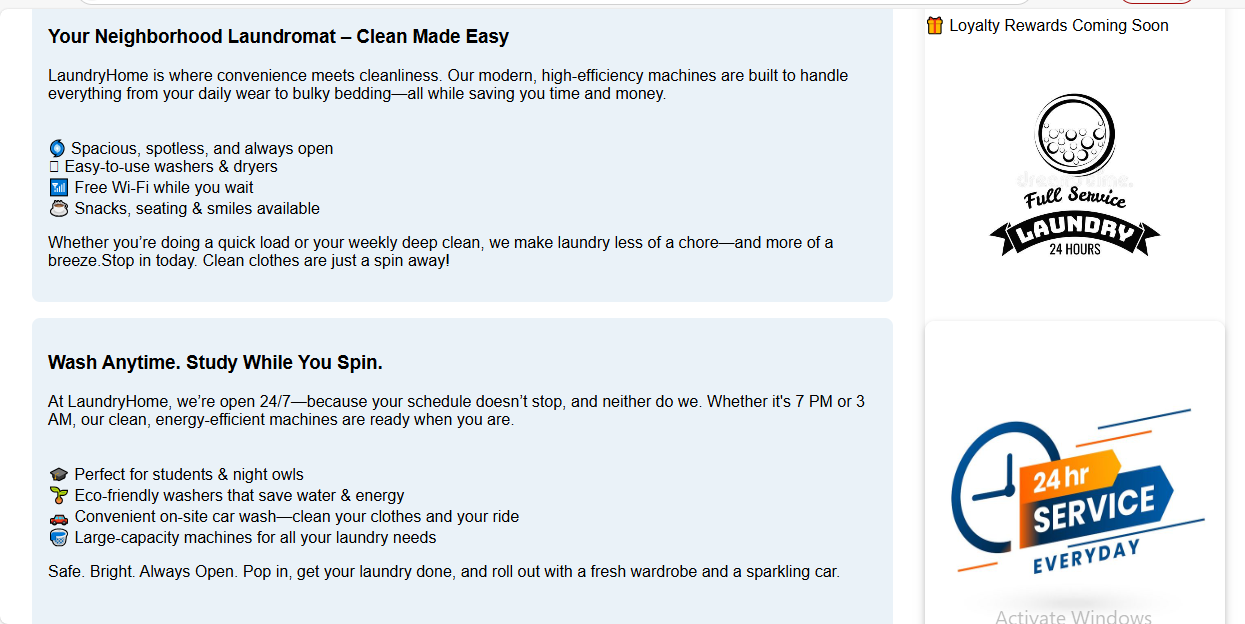 Your Neighborhood Laundromat – Clean Made Easy
LaundryHome is where convenience meets cleanliness. Our modern, high-efficiency machines are built to handle
everything from your daily wear to bulky bedding—all while saving you time and money.
🌀 Spacious, spotless, and always open
▯ Easy-to-use washers & dryers
📶 Free Wi-Fi while you wait
☕ Snacks, seating & smiles available
Whether you’re doing a quick load or your weekly deep clean, we make laundry less of a chore—and more of a
breeze.Stop in today. Clean clothes are just a spin away!
Wash Anytime. Study While You Spin.
At LaundryHome, we’re open 24/7—because your schedule doesn’t stop, and neither do we. Whether it's 7 PM or 3
AM, our clean, energy-efficient machines are ready when you are.
🎓 Perfect for students & night owls
🌱 Eco-friendly washers that save water & energy
🚗 Convenient on-site car wash—clean your clothes and your ride
🪣 Large-capacity machines for all your laundry needs
Safe. Bright. Always Open. Pop in, get your laundry done, and roll out with a fresh wardrobe and a sparkling car.
🎁 Loyalty Rewards Coming Soon
Full Service
LAUNDRY
24 HOURS
24 hr
SERVICE
EVERYDAY
Activate Windows